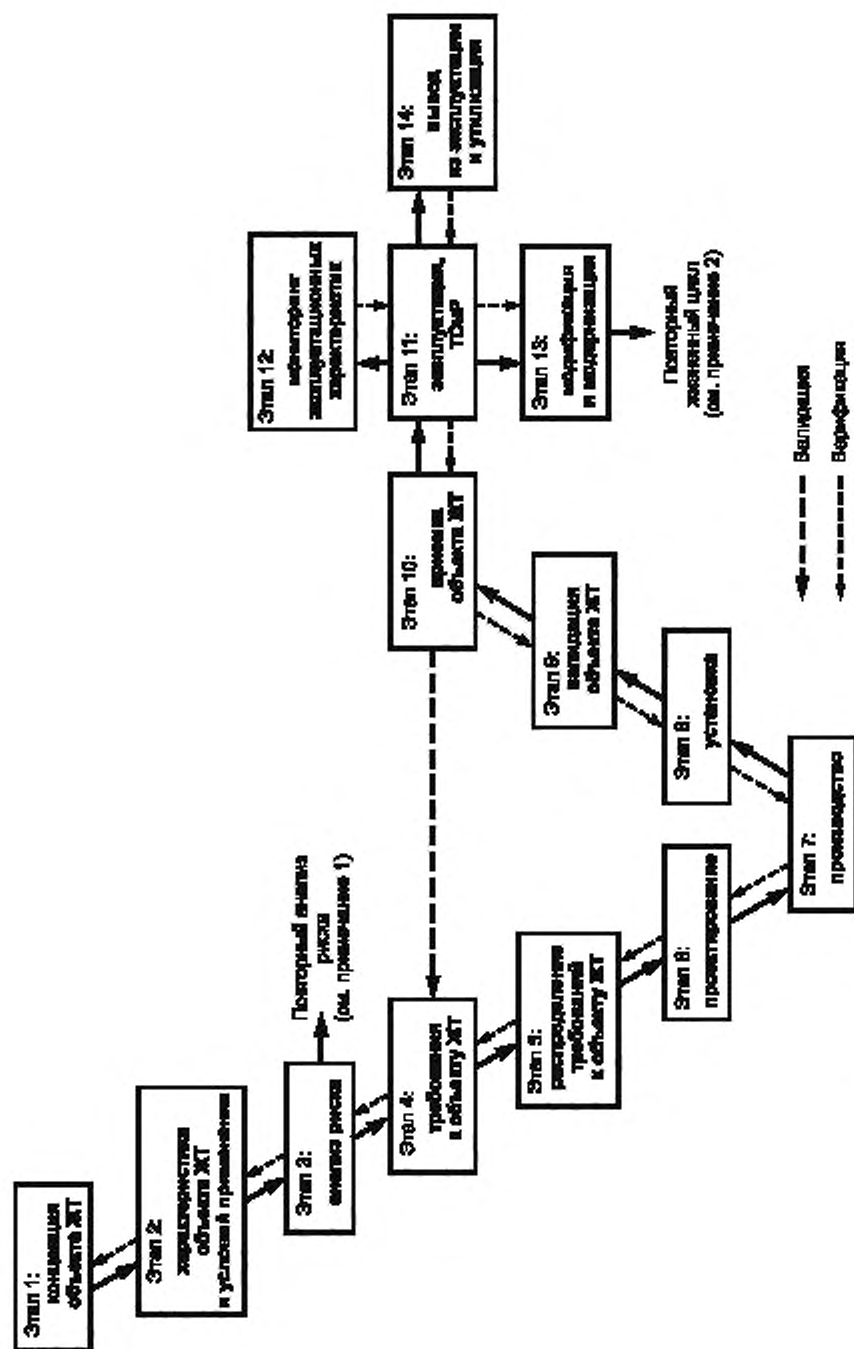 Этап 1:
концепция
объекта ЖТ
Этап 2:
характеристика
объекта ЖТ
и условий применения
Этап 3:
анализ риска
Повторный анализ
риска
(см. примечание 1)
Этап 4:
требования
к объекту ЖТ
Этап 5:
распределение
требований
к объекту ЖТ
Этап 6:
проектирование
Этап 7:
производство
Этап 8:
установка
Этап 9:
валидация
объекта ЖТ
Этап 10:
приемка
объекта ЖТ
Этап 11:
эксплуатация,
ТОиР
Этап 12:
мониторинг
эксплуатационных
характеристик
Этап 13:
модификация
и модернизация
Повторный
жизненный цикл
(см. примечание 2)
Этап 14:
вывод
из эксплуатации
и утилизация
Валидация
Верификация